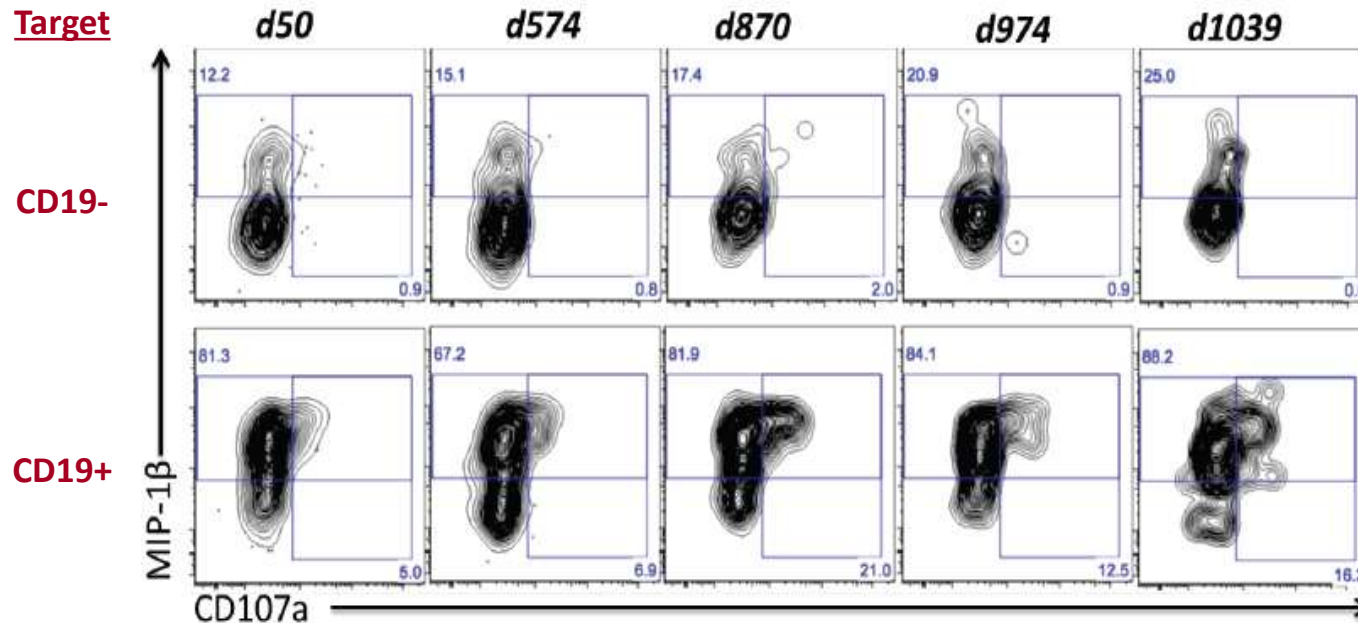 Target d50 d574 d870 d974 d1039
12.2 15.1 17.4 20.9 25.0
CD19-
0.9 0.8 2.0 0.9
81.3 67.2 81.9 84.1 88.2
CD19+
MIP-1β
5.0 6.9 21.0 12.5
CD107a